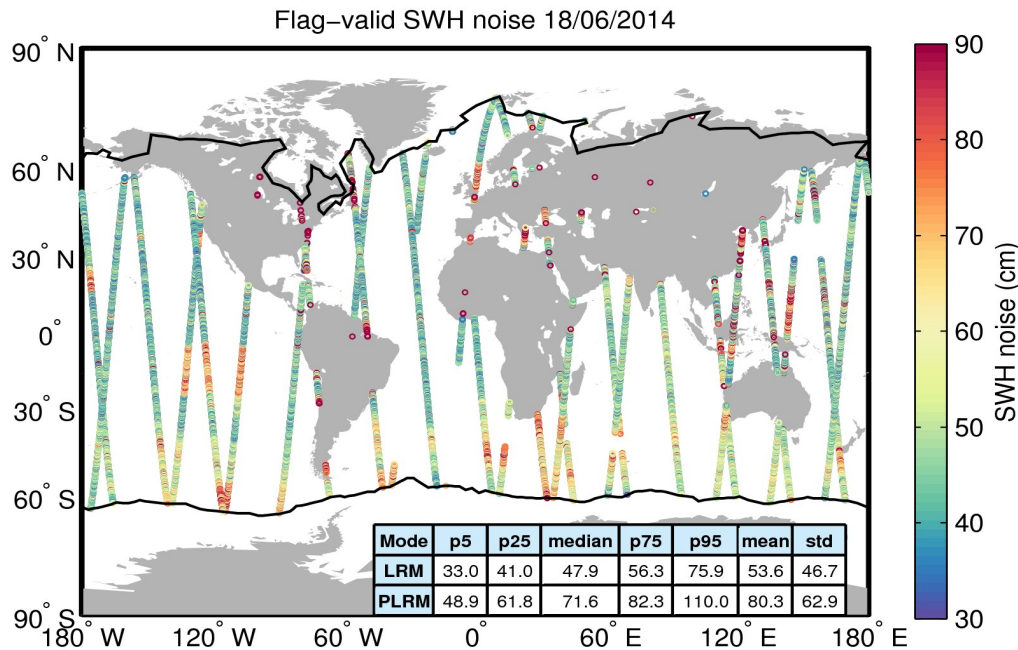 Flag−valid SWH noise 18/06/2014
90° N
60° N
30° N
0°
30° S
60° S
90° S
180° W
120° W
60° W
0°
60° E
120° E
180° E
Mode p5 p25 median p75 p95 mean std
LRM 33.0 41.0 47.9 56.3 75.9 53.6 46.7
PLRM 48.9 61.8 71.6 82.3 110.0 80.3 62.9
90
80
70
60
50
40
30
SWH noise (cm)